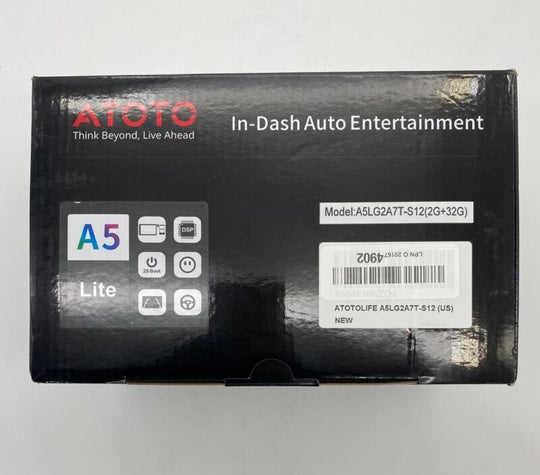 ATOTO
Think Beyond, Live Ahead
In-Dash Auto Entertainment
Model:A5LG2A7T-S12(2G+32G)
A5
Lite
DSP
2S Boot
LPN O 29167
4902
ATOTOLIFE A5LG2A7T-S12 (US)
NEW